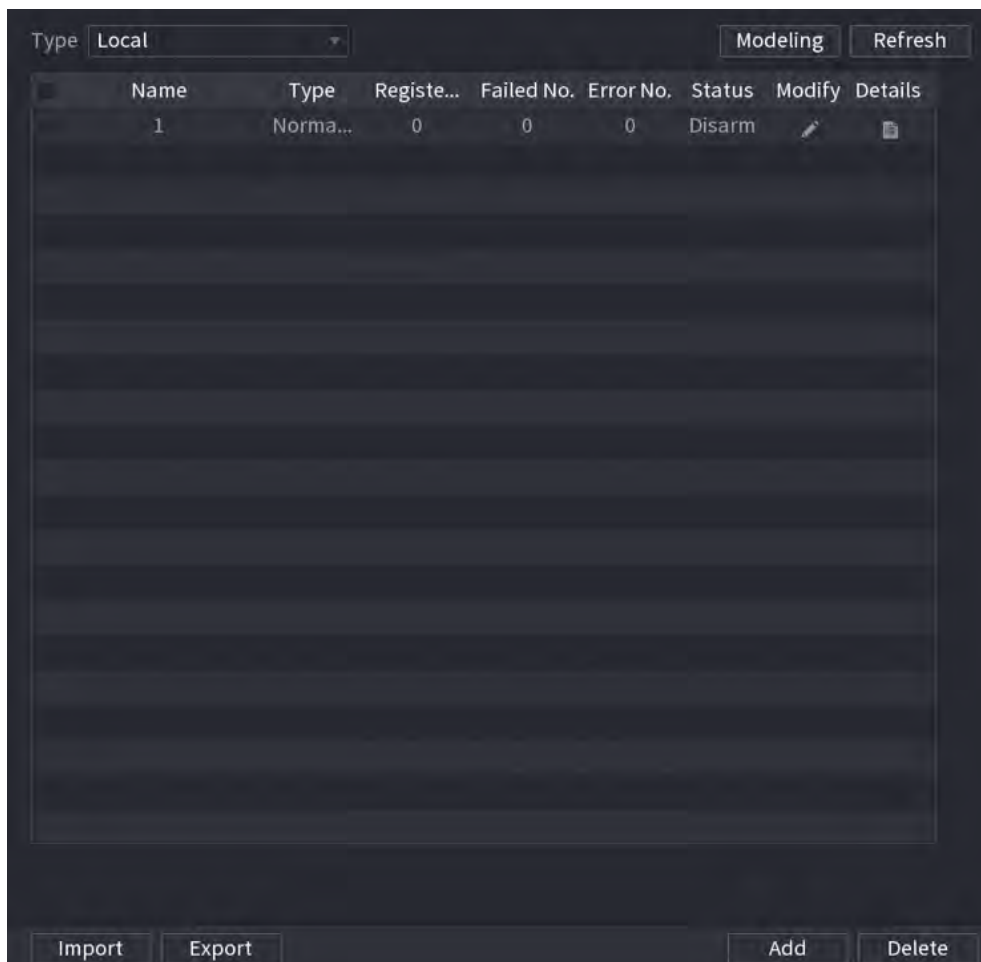 Type Local Modeling Refresh
Name Type Registe... Failed No. Error No. Status Modify Details
1 Norma... 0 0 0 Disarm
Import Export Add Delete